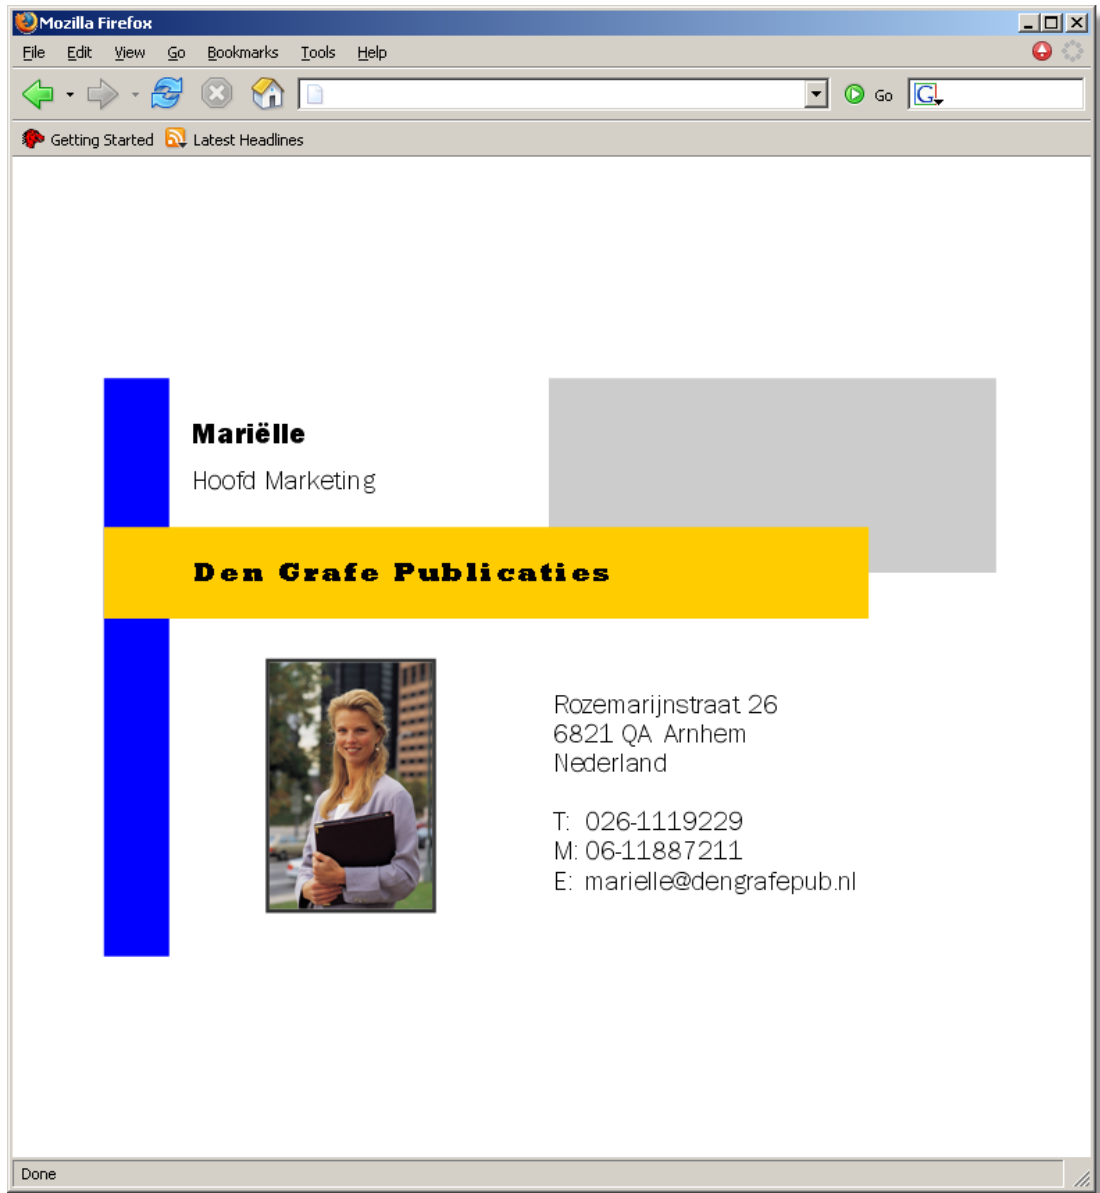 Mozilla Firefox
File Edit View Go Bookmarks Tools Help
Go G
Getting Started Latest Headlines
Mariëlle
Hoofd Marketing
Den Grafe Publicaties
Rozemarijnstraat 26
6821 QA Arnhem
Nederland
T: 026-1119229
M: 06-11887211
E: marielle@dengrafepub.nl
Done